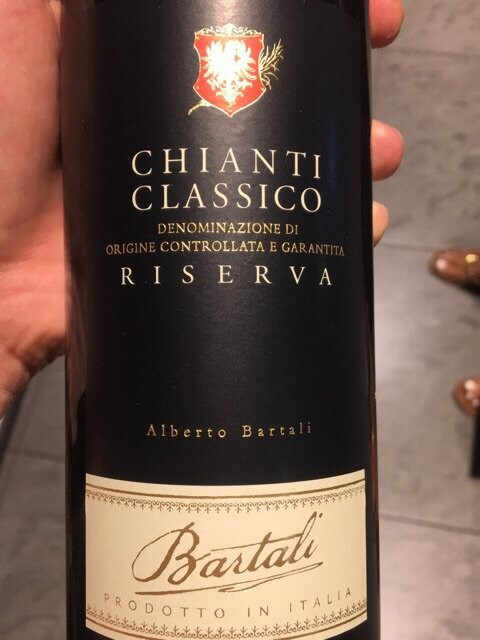 CHIANTI
CLASSICO
DENOMINAZIONE DI
ORIGINE CONTROLLATA E GARANTITA
RISERVA
Alberto Bartali
Bartali
PRODOTTO IN ITALIA